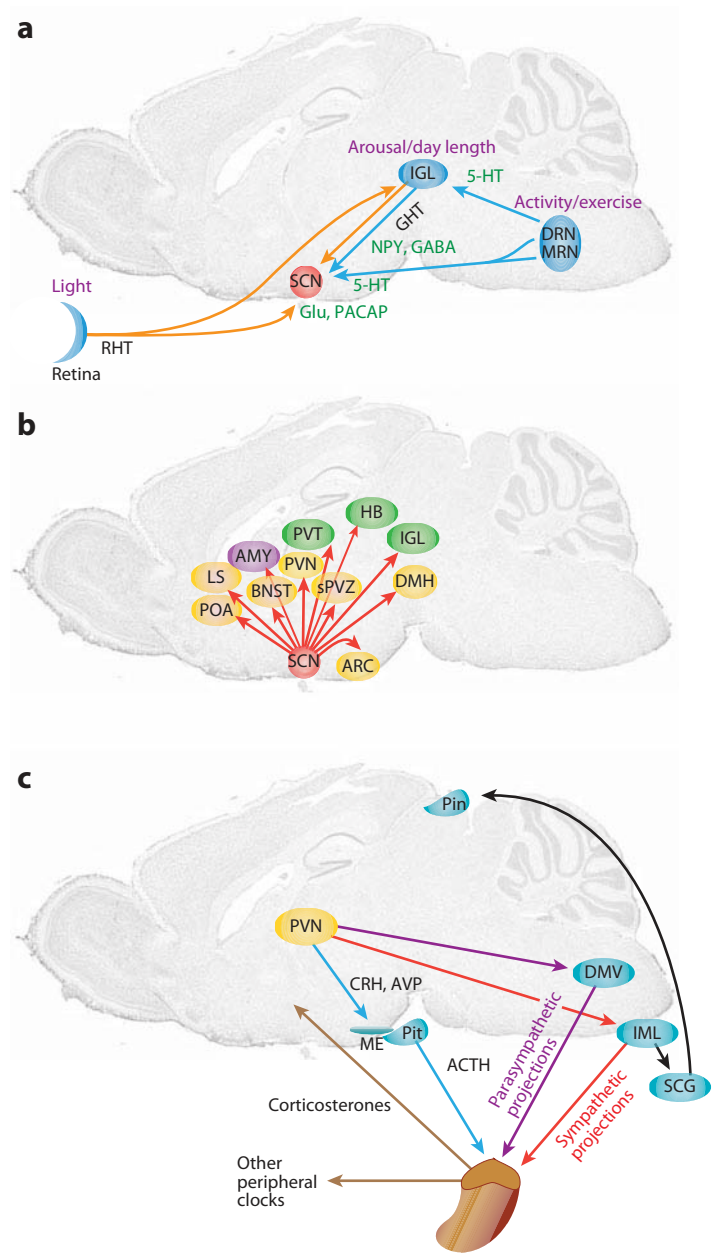 a
Arousal/day length
IGL
5-HT
Activity/exercise
GHT
DRN
MRN
NPY, GABA
SCN
5-HT
Light
Glu, PACAP
RHT
Retina
b
HB
PVT
IGL
AMY
PVN
LS
BNST
sPVZ
DMH
POA
SCN
ARC
c
Pin
PVN
DMV
CRH, AVP
ME
Pit
IML
ACTH
Parasympathetic
projections
SCG
Corticosterones
Sympathetic
projections
Other
peripheral
clocks